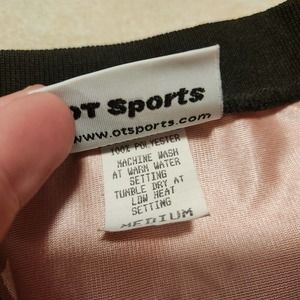 OT Sports
www.otsports.com
100% POLYESTER
MACHINE WASH
AT WARM WATER
SETTING
TUMBLE DRY AT
LOW HEAT
SETTING
MEDIUM